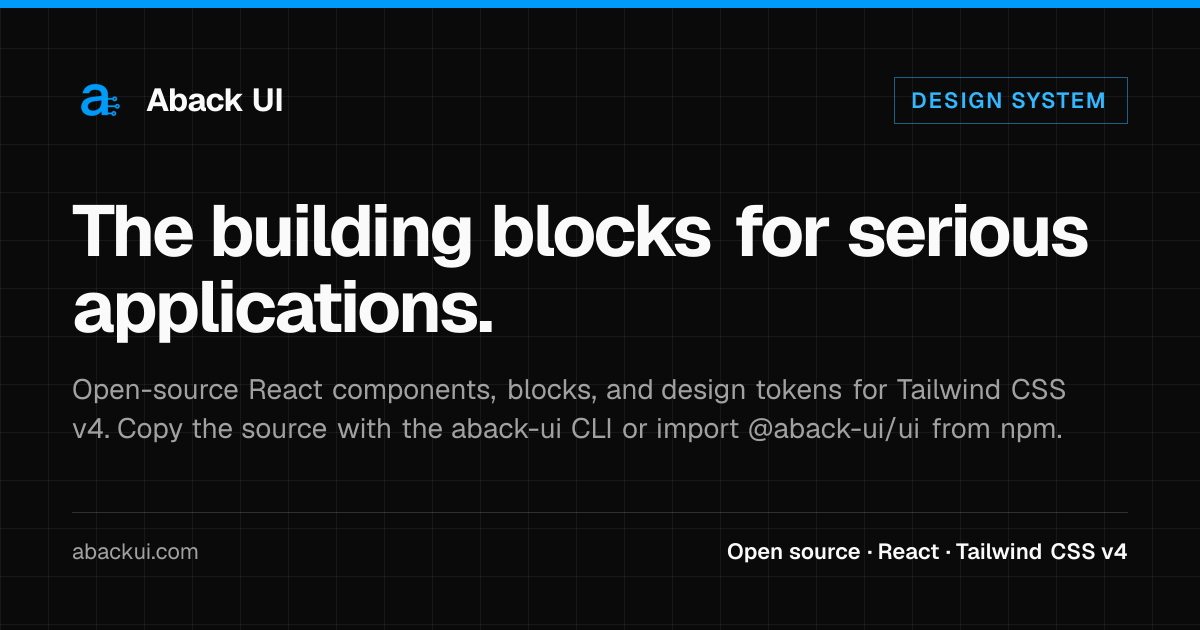 Aback UI
DESIGN SYSTEM
The building blocks for serious
applications.
Open-source React components, blocks, and design tokens for Tailwind CSS
v4. Copy the source with the aback-ui CLI or import @aback-ui/ui from npm.
abackui.com
Open source · React · Tailwind CSS v4